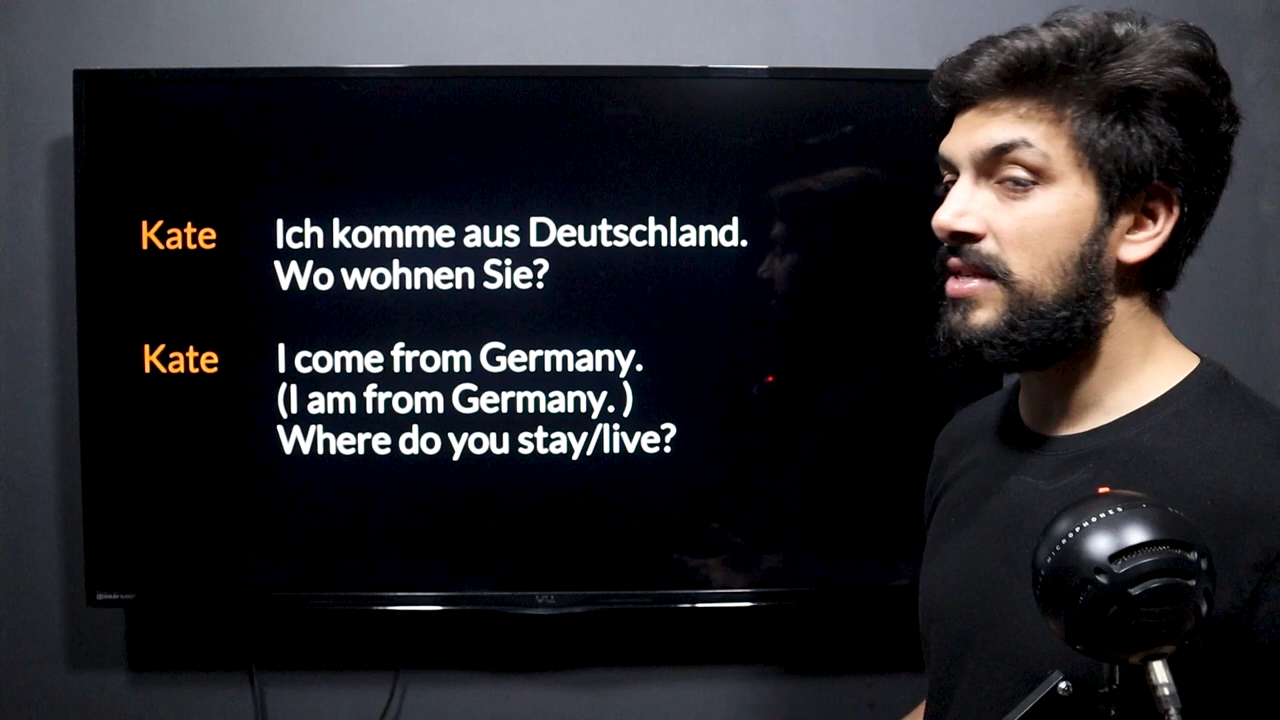 Kate Ich komme aus Deutschland.
Wo wohnen Sie?
Kate I come from Germany.
(I am from Germany. )
Where do you stay/live?
MICROPHONES